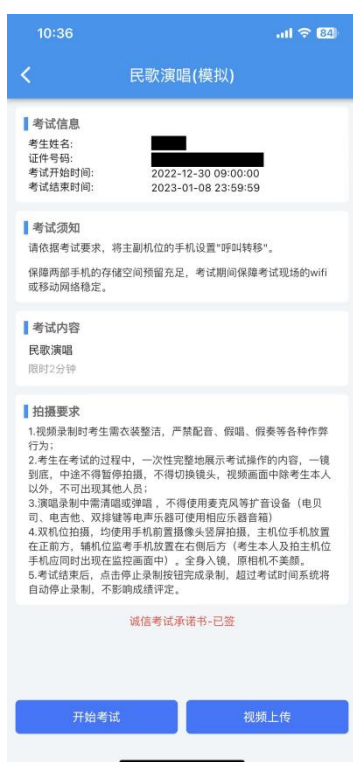 10:36
84
民歌演唱(模拟)
考试信息
考生姓名:
证件号码:
考试开始时间: 2022-12-30 09:00:00
考试结束时间: 2023-01-08 23:59:59
考试须知
请依据考试要求，将主副机位的手机设置"呼叫转移"。
保障两部手机的存储空间预留充足，考试期间保障考试现场的wifi
或移动网络稳定。
考试内容
民歌演唱
限时2分钟
拍摄要求
1.视频录制时考生需衣装整洁，严禁配音、假唱、假奏等各种作弊
行为；
2.考生在考试的过程中，一次性完整地展示考试操作的内容，一镜
到底，中途不得暂停拍摄，不得切换镜头，视频画面中除考生本人
以外，不可出现其他人员；
3.演唱录制中需清唱或弹唱 ，不得使用麦克风等扩音设备（电贝
司、电吉他、双排键等电声乐器可使用相应乐器音箱）
4.双机位拍摄，均使用手机前置摄像头竖屏拍摄，主机位手机放置
在正前方，辅机位监考手机放置在右侧后方（考生本人及拍主机位
手机应同时出现在监控画面中）。全身入镜，原相机不美颜。
5.考试结束后，点击停止录制按钮完成录制，超过考试时间系统将
自动停止录制，不影响成绩评定。
诚信考试承诺书-已签
开始考试
视频上传